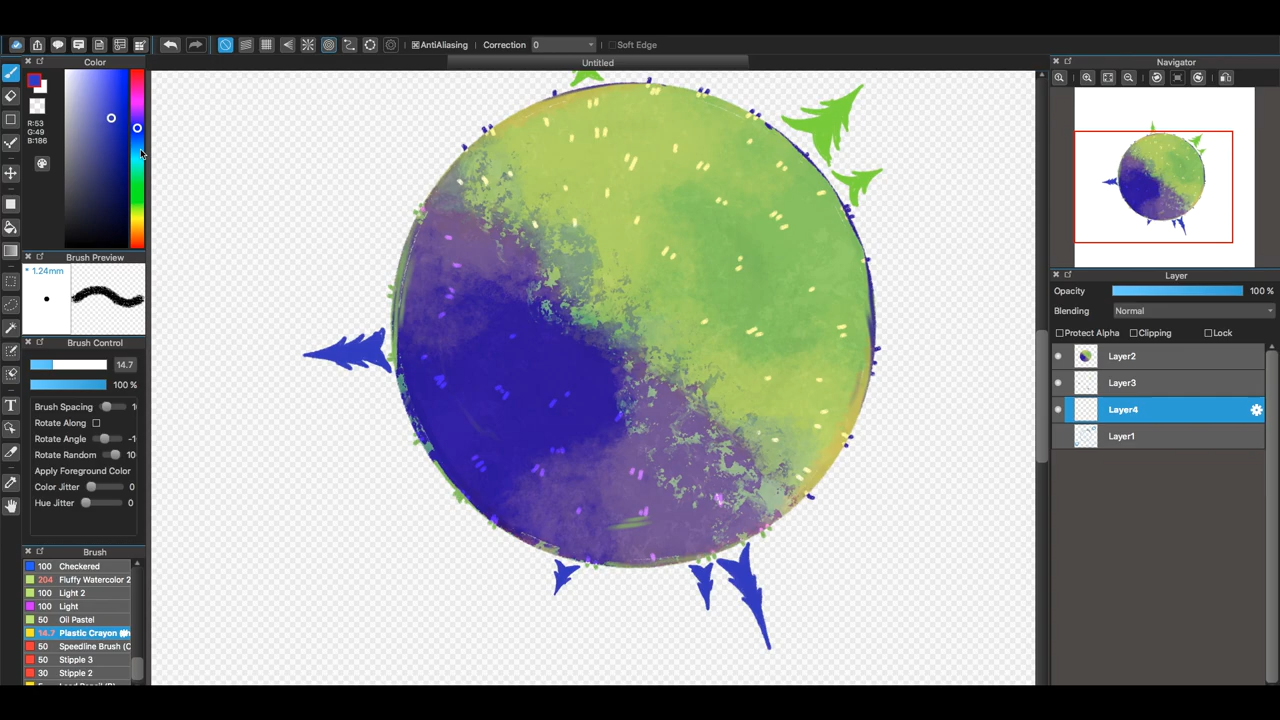 AntiAliasing Correction 0 Soft Edge
Color
Untitled
Navigator
R:53
G:49
B:186
Brush Preview
* 1.24mm
Layer
Opacity 100 %
Blending Normal
Protect Alpha Clipping Lock
Brush Control
14.7
100 %
Brush Spacing
Rotate Along
Rotate Angle
Rotate Random
Apply Foreground Color
Color Jitter 0
Hue Jitter 0
Layer2
Layer3
Layer4
Layer1
Brush
100 Checkered
204 Fluffy Watercolor 2
100 Light 2
100 Light
50 Oil Pastel
14.7 Plastic Crayon
50 Speedline Brush (C
50 Stipple 3
30 Stipple 2